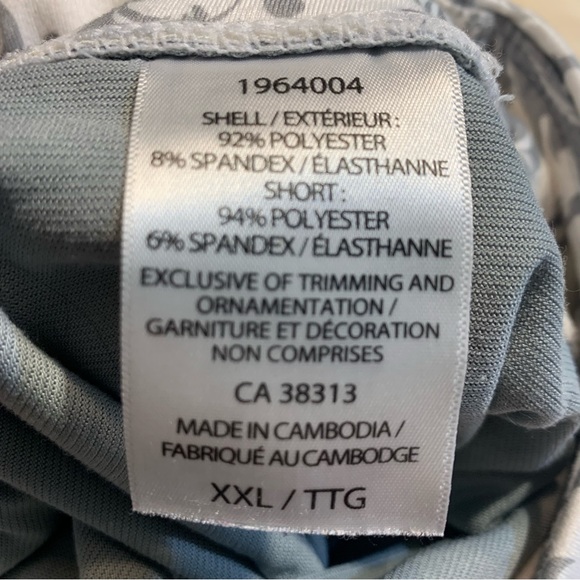 1964004
SHELL / EXTÉRIEUR :
92% POLYESTER
8% SPANDEX / ÉLASTHANNE
SHORT :
94% POLYESTER
6% SPANDEX / ÉLASTHANNE
EXCLUSIVE OF TRIMMING AND
ORNAMENTATION /
GARNITURE ET DÉCORATION
NON COMPRISES
CA 38313
MADE IN CAMBODIA /
FABRIQUÉ AU CAMBODGE
XXL / TTG